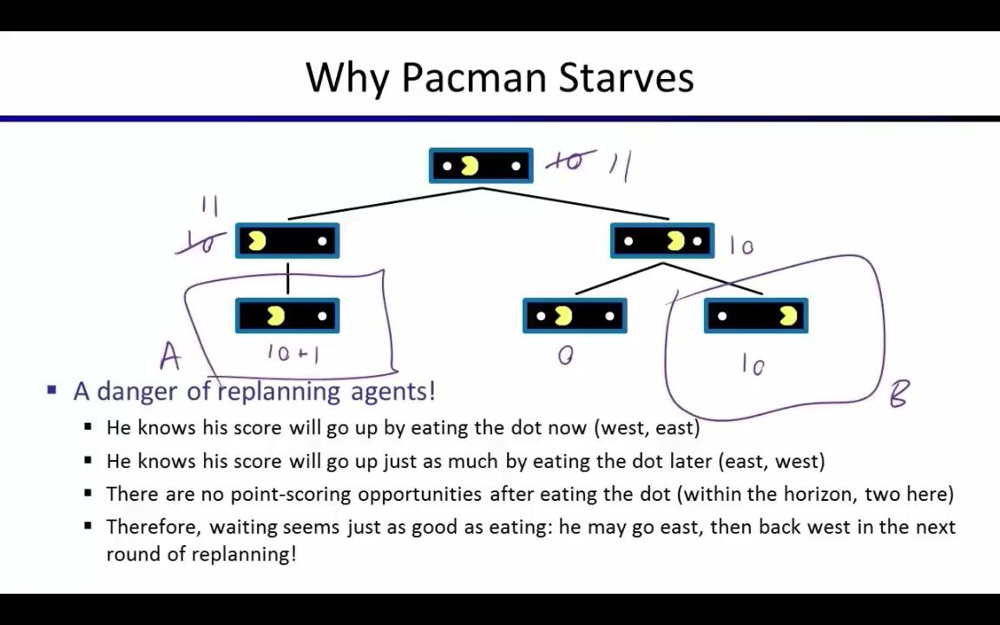 Why Pacman Starves
10 11
11
10
10
A
10+1
0
10
B
▪ A danger of replanning agents!
▪ He knows his score will go up by eating the dot now (west, east)
▪ He knows his score will go up just as much by eating the dot later (east, west)
▪ There are no point-scoring opportunities after eating the dot (within the horizon, two here)
▪ Therefore, waiting seems just as good as eating: he may go east, then back west in the next
round of replanning!